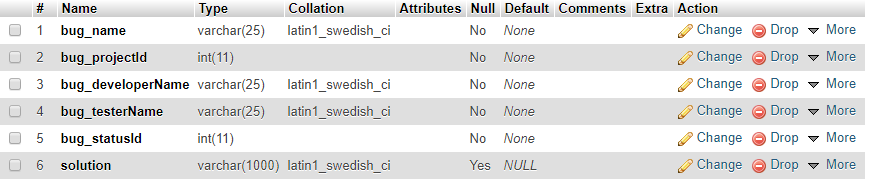 # Name Type Collation Attributes Null Default Comments Extra Action
1 bug_name varchar(25) latin1_swedish_ci No None Change Drop More
2 bug_projectId int(11) No None Change Drop More
3 bug_developerName varchar(25) latin1_swedish_ci No None Change Drop More
4 bug_testerName varchar(25) latin1_swedish_ci No None Change Drop More
5 bug_statusId int(11) No None Change Drop More
6 solution varchar(1000) latin1_swedish_ci Yes NULL Change Drop More